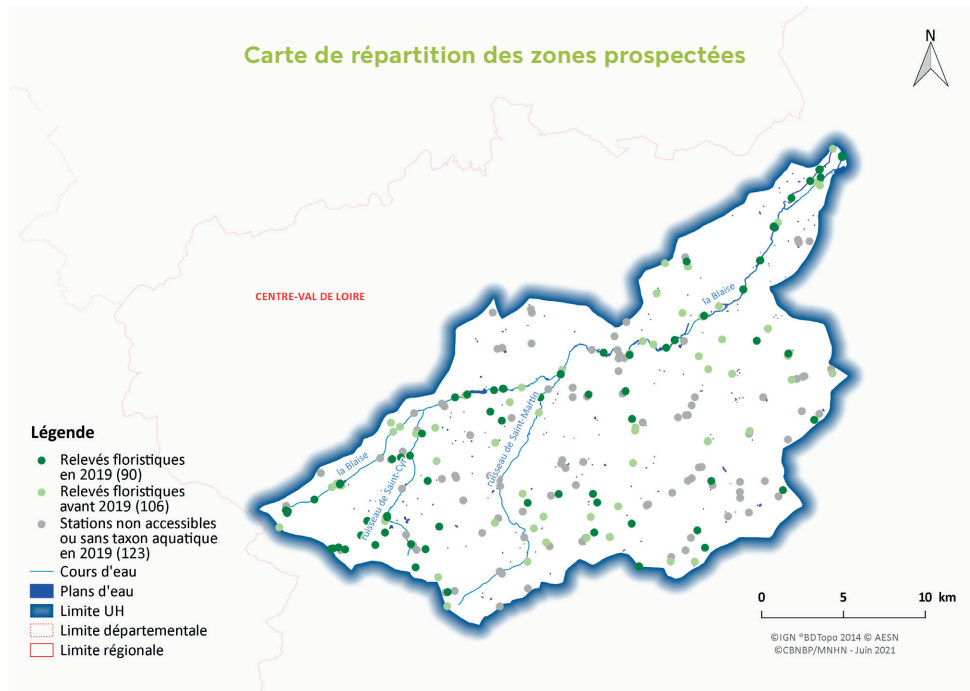 Carte de répartition des zones prospectées
N
CENTRE-VAL DE LOIRE
la Blaise
la Blaise
ruisseau de Saint-Cyr
ruisseau de Saint-Martin
Légende
Relevés floristiques
en 2019 (90)
Relevés floristiques
avant 2019 (106)
Stations non accessibles
ou sans taxon aquatique
en 2019 (123)
Cours d'eau
Plans d'eau
Limite UH
Limite départementale
Limite régionale
0 5 10 km
©IGN ®BDTopo 2014 © AESN
©CBNBP/MNHN - Juin 2021